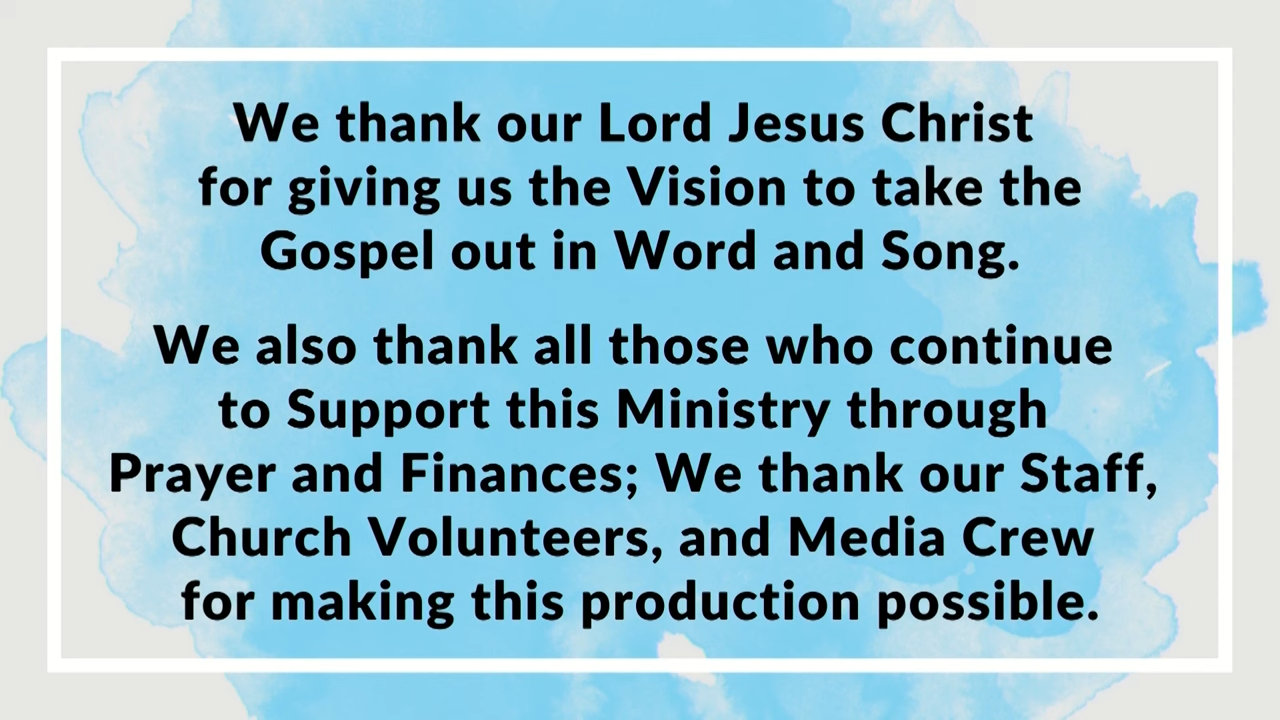 We thank our Lord Jesus Christ
for giving us the Vision to take the
Gospel out in Word and Song.
We also thank all those who continue
to Support this Ministry through
Prayer and Finances; We thank our Staff,
Church Volunteers, and Media Crew
for making this production possible.